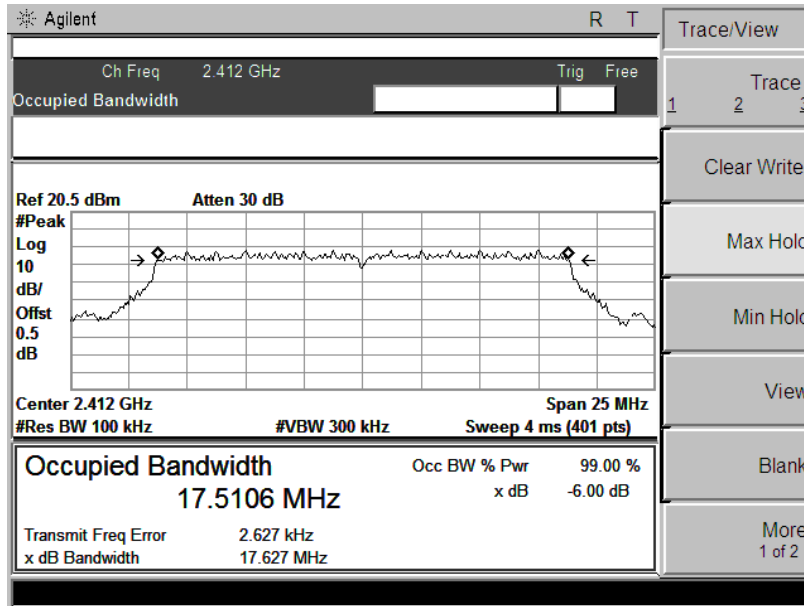 Agilent R T
Trace/View
Ch Freq 2.412 GHz Trig Free
Occupied Bandwidth
Trace
1 2 3
Clear Write
Max Hold
Min Hold
View
Blank
More
1 of 2
Ref 20.5 dBm Atten 30 dB
#Peak
Log
10
dB/
Offst
0.5
dB
Center 2.412 GHz Span 25 MHz
#Res BW 100 kHz #VBW 300 kHz Sweep 4 ms (401 pts)
Occupied Bandwidth Occ BW % Pwr 99.00 %
17.5106 MHz x dB -6.00 dB
Transmit Freq Error 2.627 kHz
x dB Bandwidth 17.627 MHz